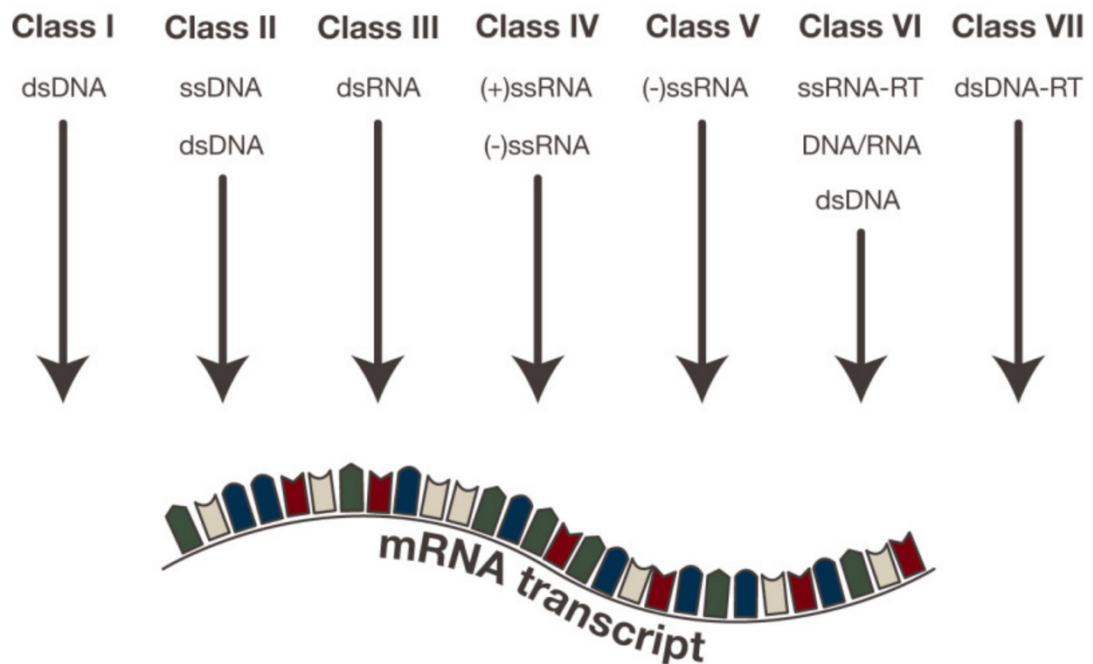 Class I Class II Class III Class IV Class V Class VI Class VII
dsDNA ssDNA dsRNA (+)ssRNA (-)ssRNA ssRNA-RT dsDNA-RT
dsDNA (-)ssRNA DNA/RNA
dsDNA
mRNA transcript